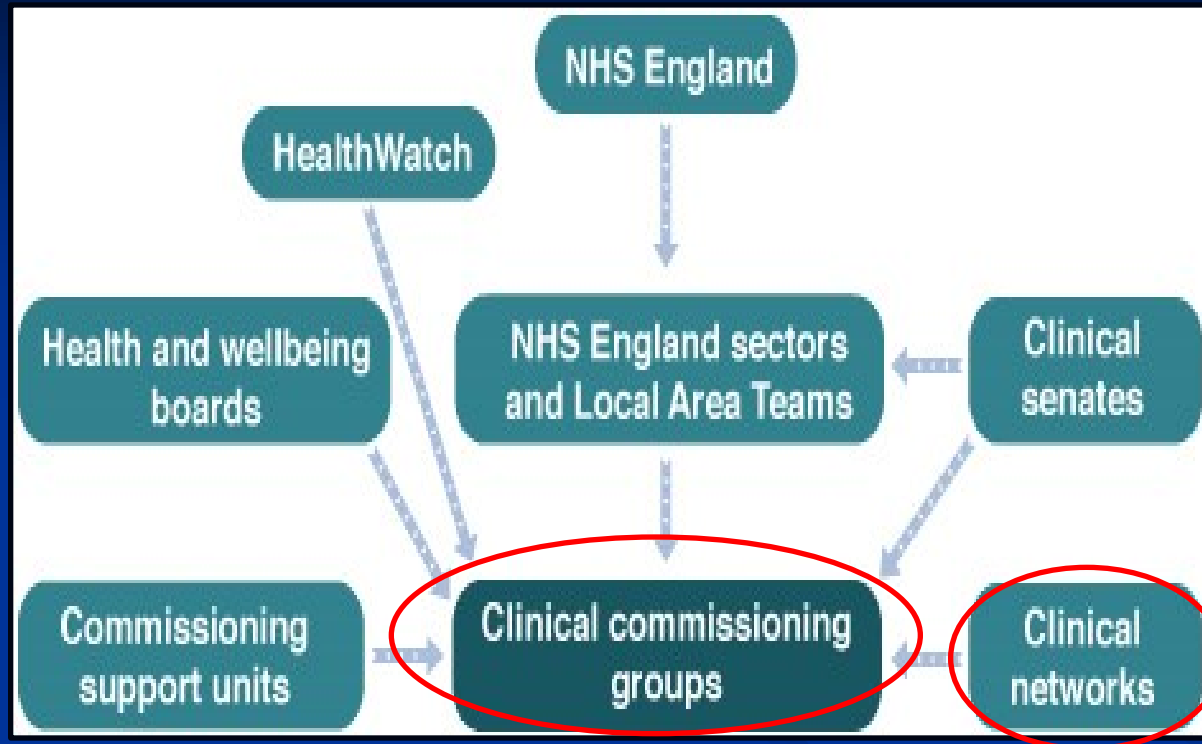 NHS England
HealthWatch
Health and wellbeing
boards
NHS England sectors
and Local Area Teams
Clinical
senates
Commissioning
support units
Clinical commissioning
groups
Clinical
networks